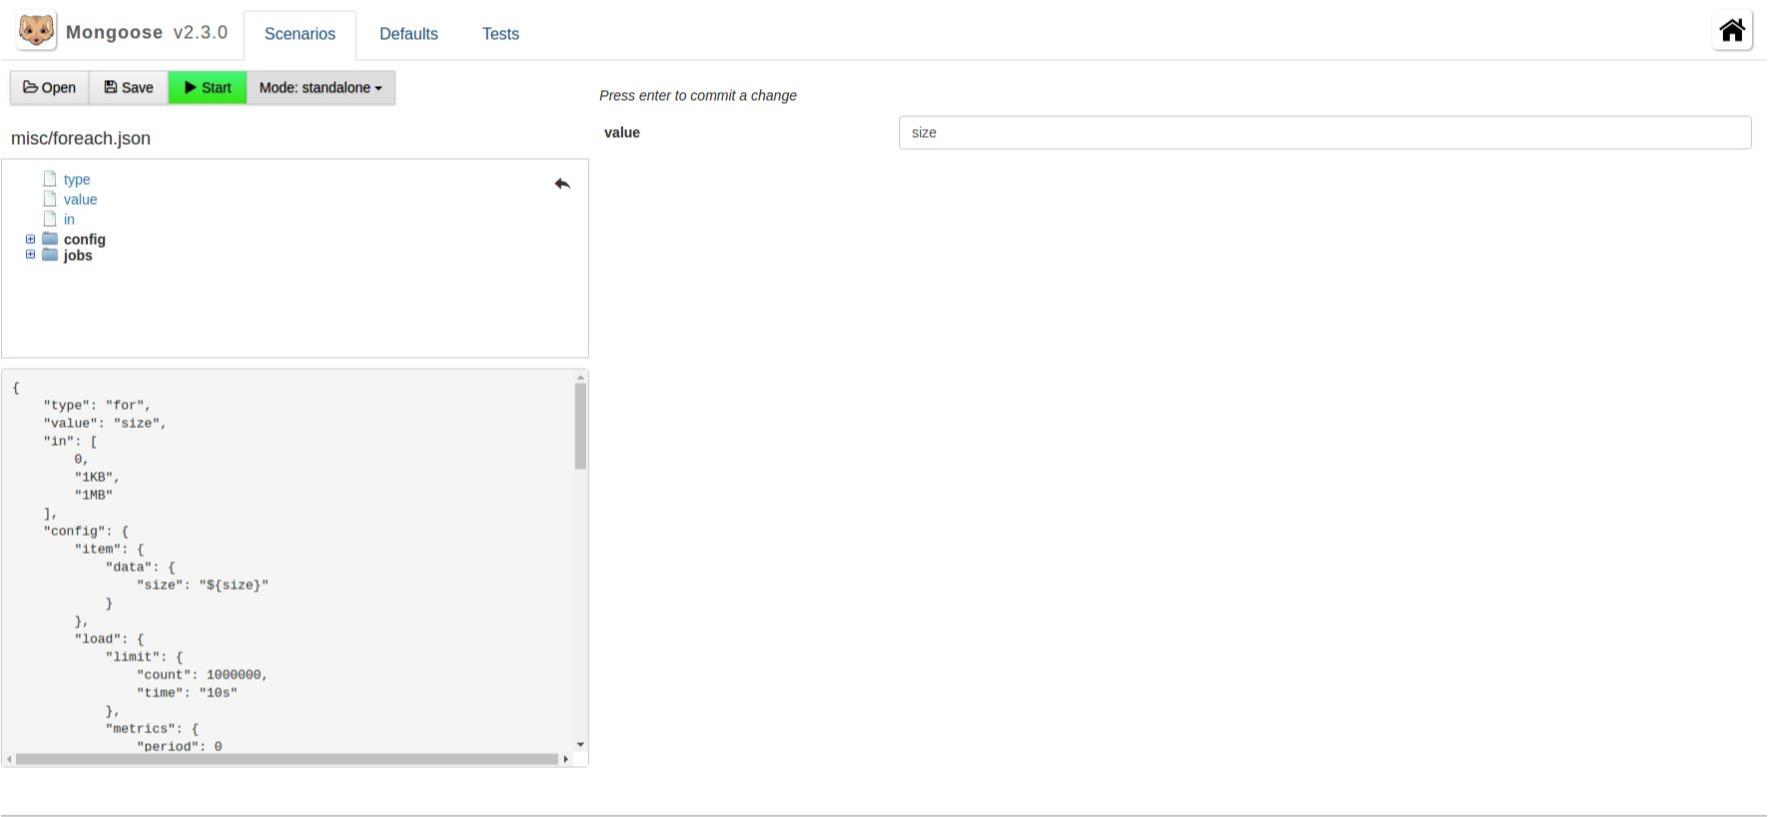 Mongoose v2.3.0 Scenarios Defaults Tests
Open Save Start Mode: standalone
Press enter to commit a change
misc/foreach.json
value size
type
value
in
config
jobs
{
    "type": "for",
    "value": "size",
    "in": [
        0,
        "1KB",
        "1MB"
    ],
    "config": {
        "item": {
            "data": {
                "size": "${size}"
            }
        },
        "load": {
            "limit": {
                "count": 1000000,
                "time": "10s"
            },
            "metrics": {
                "period": 0